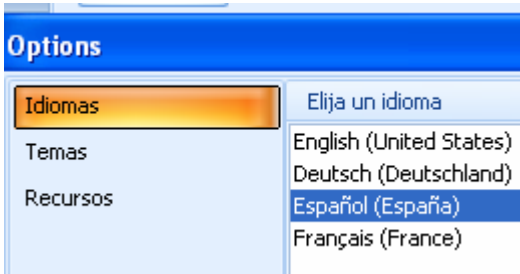 Options
Idiomas
Temas
Recursos
Elija un idioma
English (United States)
Deutsch (Deutschland)
Español (España)
Français (France)